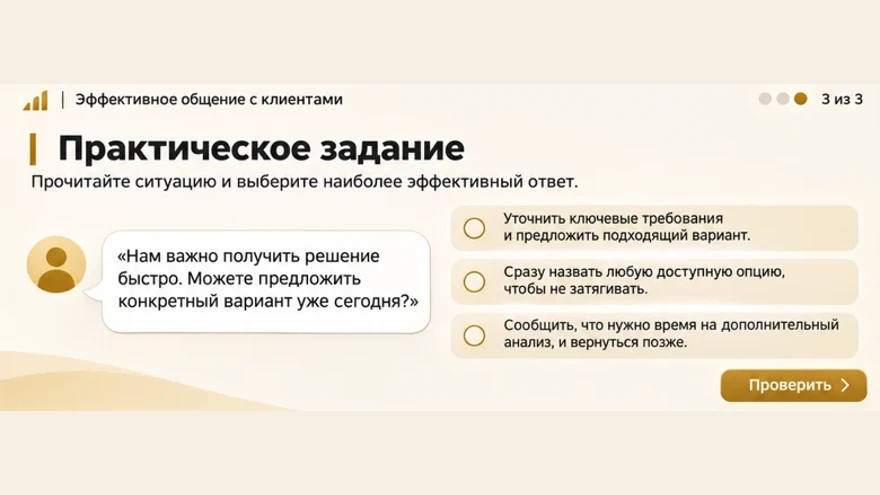 Эффективное общение с клиентами
3 из 3
Практическое задание
Прочитайте ситуацию и выберите наиболее эффективный ответ.
«Нам важно получить решение
быстро. Можете предложить
конкретный вариант уже сегодня?»
Уточнить ключевые требования
и предложить подходящий вариант.
Сразу назвать любую доступную опцию,
чтобы не затягивать.
Сообщить, что нужно время на дополнительный
анализ, и вернуться позже.
Проверить